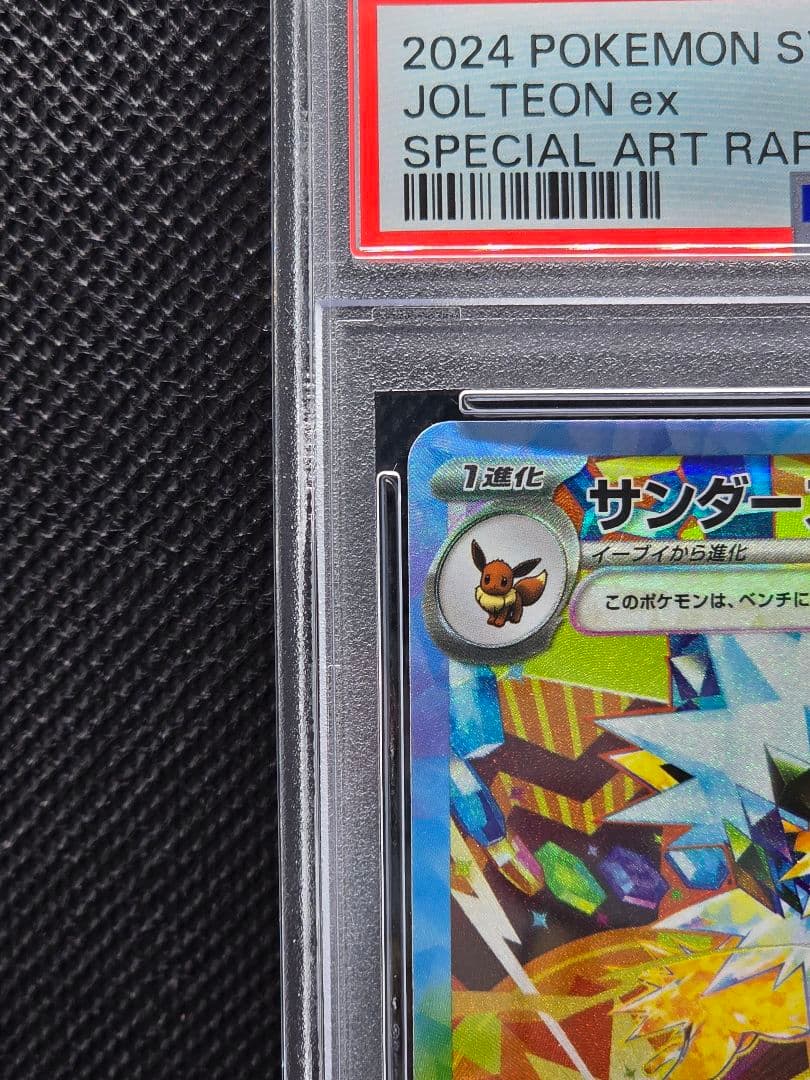 2024 POKEMON
JOLTEON ex
SPECIAL ART
1進化
サンダー
イーブイから進化
このポケモンは、ベンチに